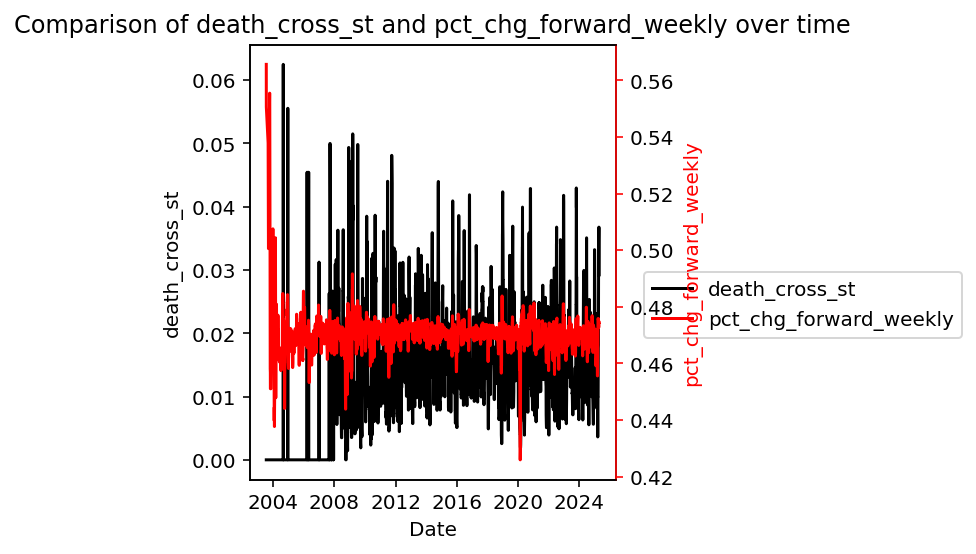 Comparison of death_cross_st and pct_chg_forward_weekly over time
0.06
0.05
0.04
0.03
0.02
0.01
0.00
death_cross_st
0.56
0.54
0.52
0.50
0.48
0.46
0.44
0.42
pct_chg_forward_weekly
death_cross_st
pct_chg_forward_weekly
2004 2008 2012 2016 2020 2024
Date